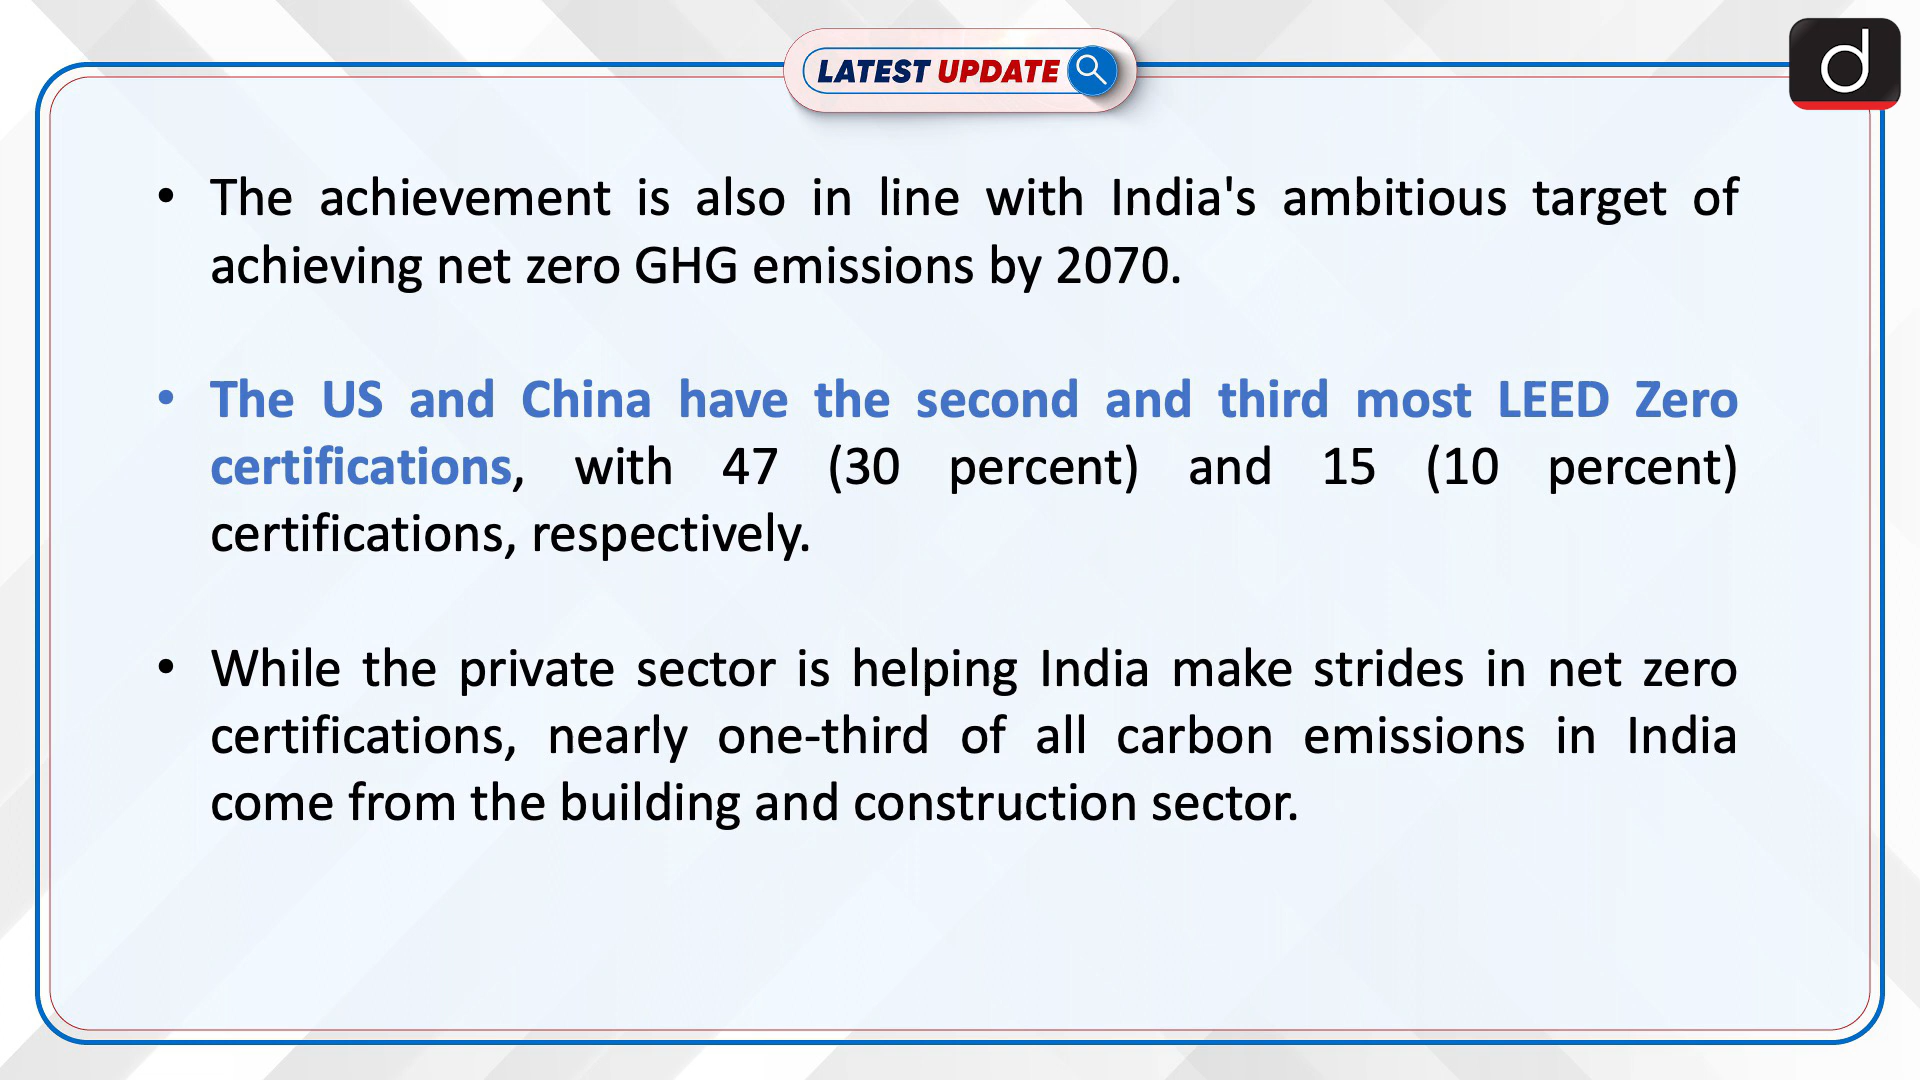 LATEST UPDATE
d
• The achievement is also in line with India's ambitious target of
achieving net zero GHG emissions by 2070.
• The US and China have the second and third most LEED Zero
certifications, with 47 (30 percent) and 15 (10 percent)
certifications, respectively.
• While the private sector is helping India make strides in net zero
certifications, nearly one-third of all carbon emissions in India
come from the building and construction sector.